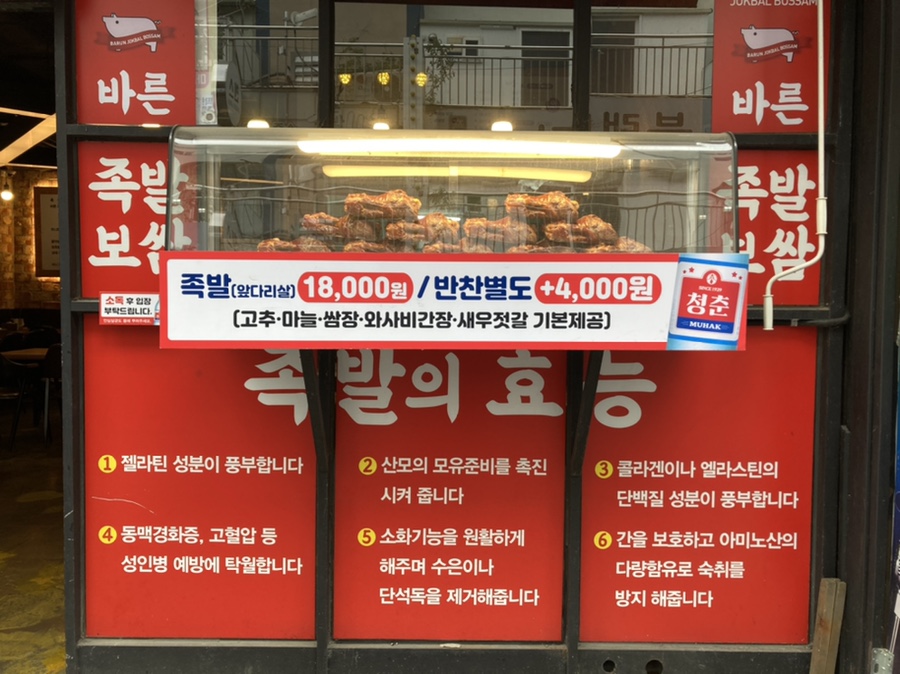 BARUN JOKBAL BOSSAM
바른
족발
보쌈
소독 후 입장
부탁드립니다.
JOKBAL BOSSAM
BARUN JOKBAL BOSSAM
바른
족발
보쌈
족발(앞다리살) 18,000원 / 반찬별도 +4,000원
(고추·마늘·쌈장·와사비간장·새우젓갈 기본제공)
SINCE 1929
청춘
MUHAK
족발의 효능
1 젤라틴 성분이 풍부합니다
2 산모의 모유준비를 촉진
시켜 줍니다
3 콜라겐이나 엘라스틴의
단백질 성분이 풍부합니다
4 동맥경화증, 고혈압 등
성인병 예방에 탁월합니다
5 소화기능을 원활하게
해주며 수은이나
단석독을 제거해줍니다
6 간을 보호하고 아미노산의
다량함유로 숙취를
방지 해줍니다